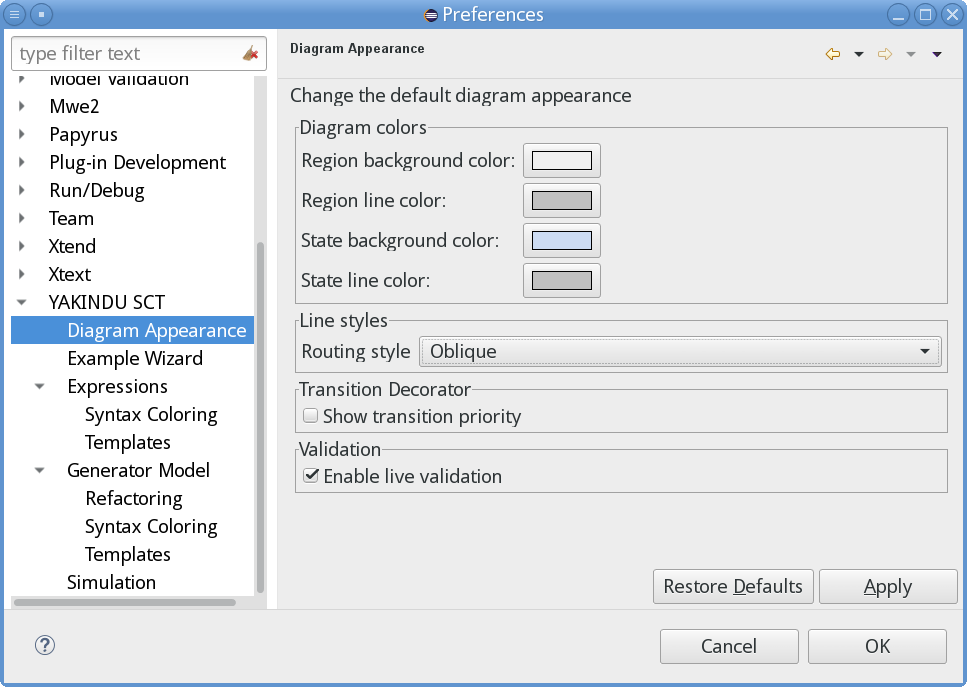 Preferences
type filter text
Diagram Appearance
Model Validation
Mwe2
Papyrus
Plug-in Development
Run/Debug
Team
Xtend
Xtext
YAKINDU SCT
Diagram Appearance
Example Wizard
Expressions
Syntax Coloring
Templates
Generator Model
Refactoring
Syntax Coloring
Templates
Simulation
Change the default diagram appearance
Diagram colors
Region background color:
Region line color:
State background color:
State line color:
Line styles
Routing style Oblique
Transition Decorator
Show transition priority
Validation
Enable live validation
Restore Defaults Apply
? Cancel OK